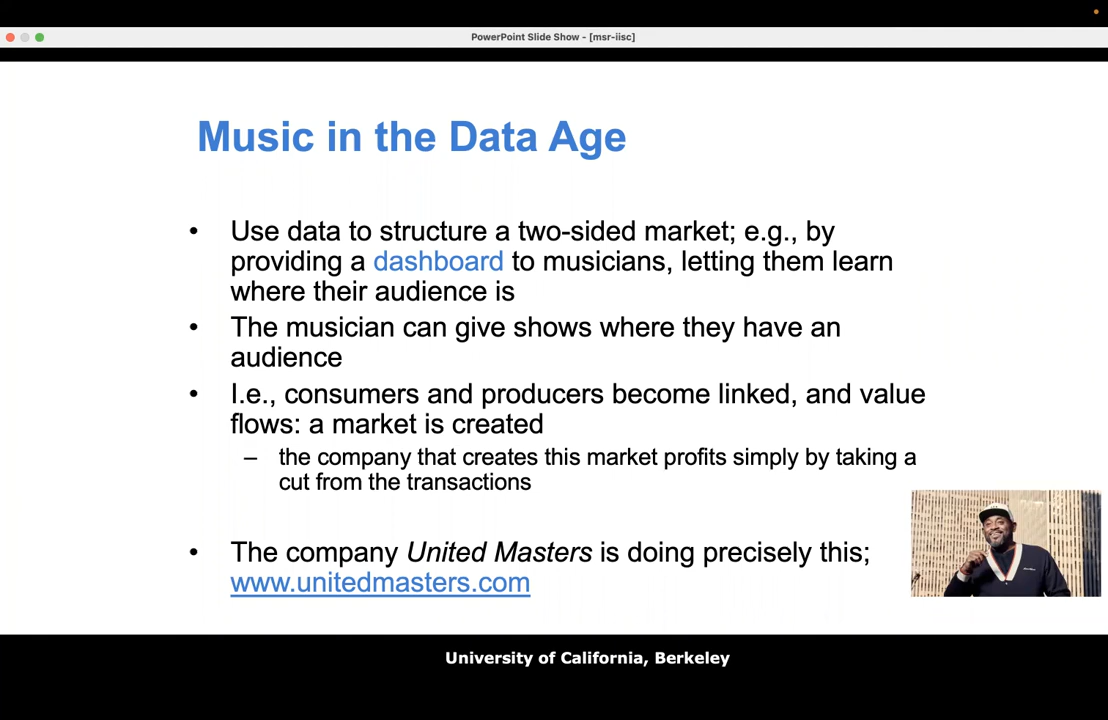 PowerPoint Slide Show - [msr-iisc]
Music in the Data Age
• Use data to structure a two-sided market; e.g., by
providing a dashboard to musicians, letting them learn
where their audience is
• The musician can give shows where they have an
audience
• I.e., consumers and producers become linked, and value
flows: a market is created
– the company that creates this market profits simply by taking a
cut from the transactions
• The company United Masters is doing precisely this;
www.unitedmasters.com
University of California, Berkeley